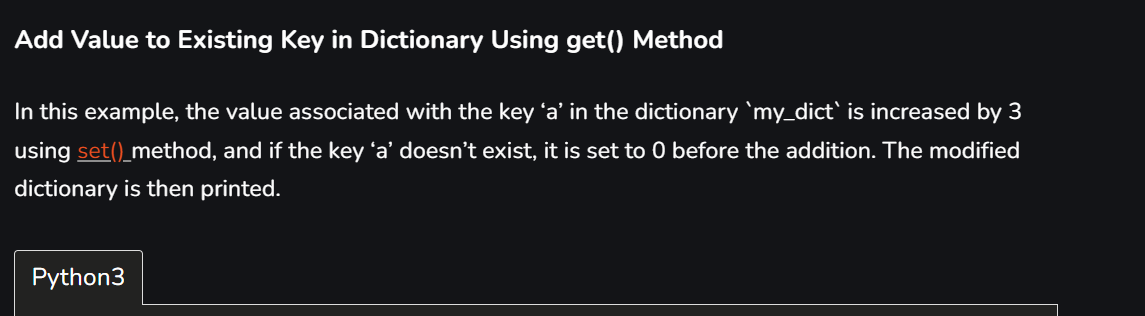 Add Value to Existing Key in Dictionary Using get() Method
In this example, the value associated with the key ‘a’ in the dictionary `my_dict` is increased by 3
using set() method, and if the key ‘a’ doesn’t exist, it is set to 0 before the addition. The modified
dictionary is then printed.
Python3